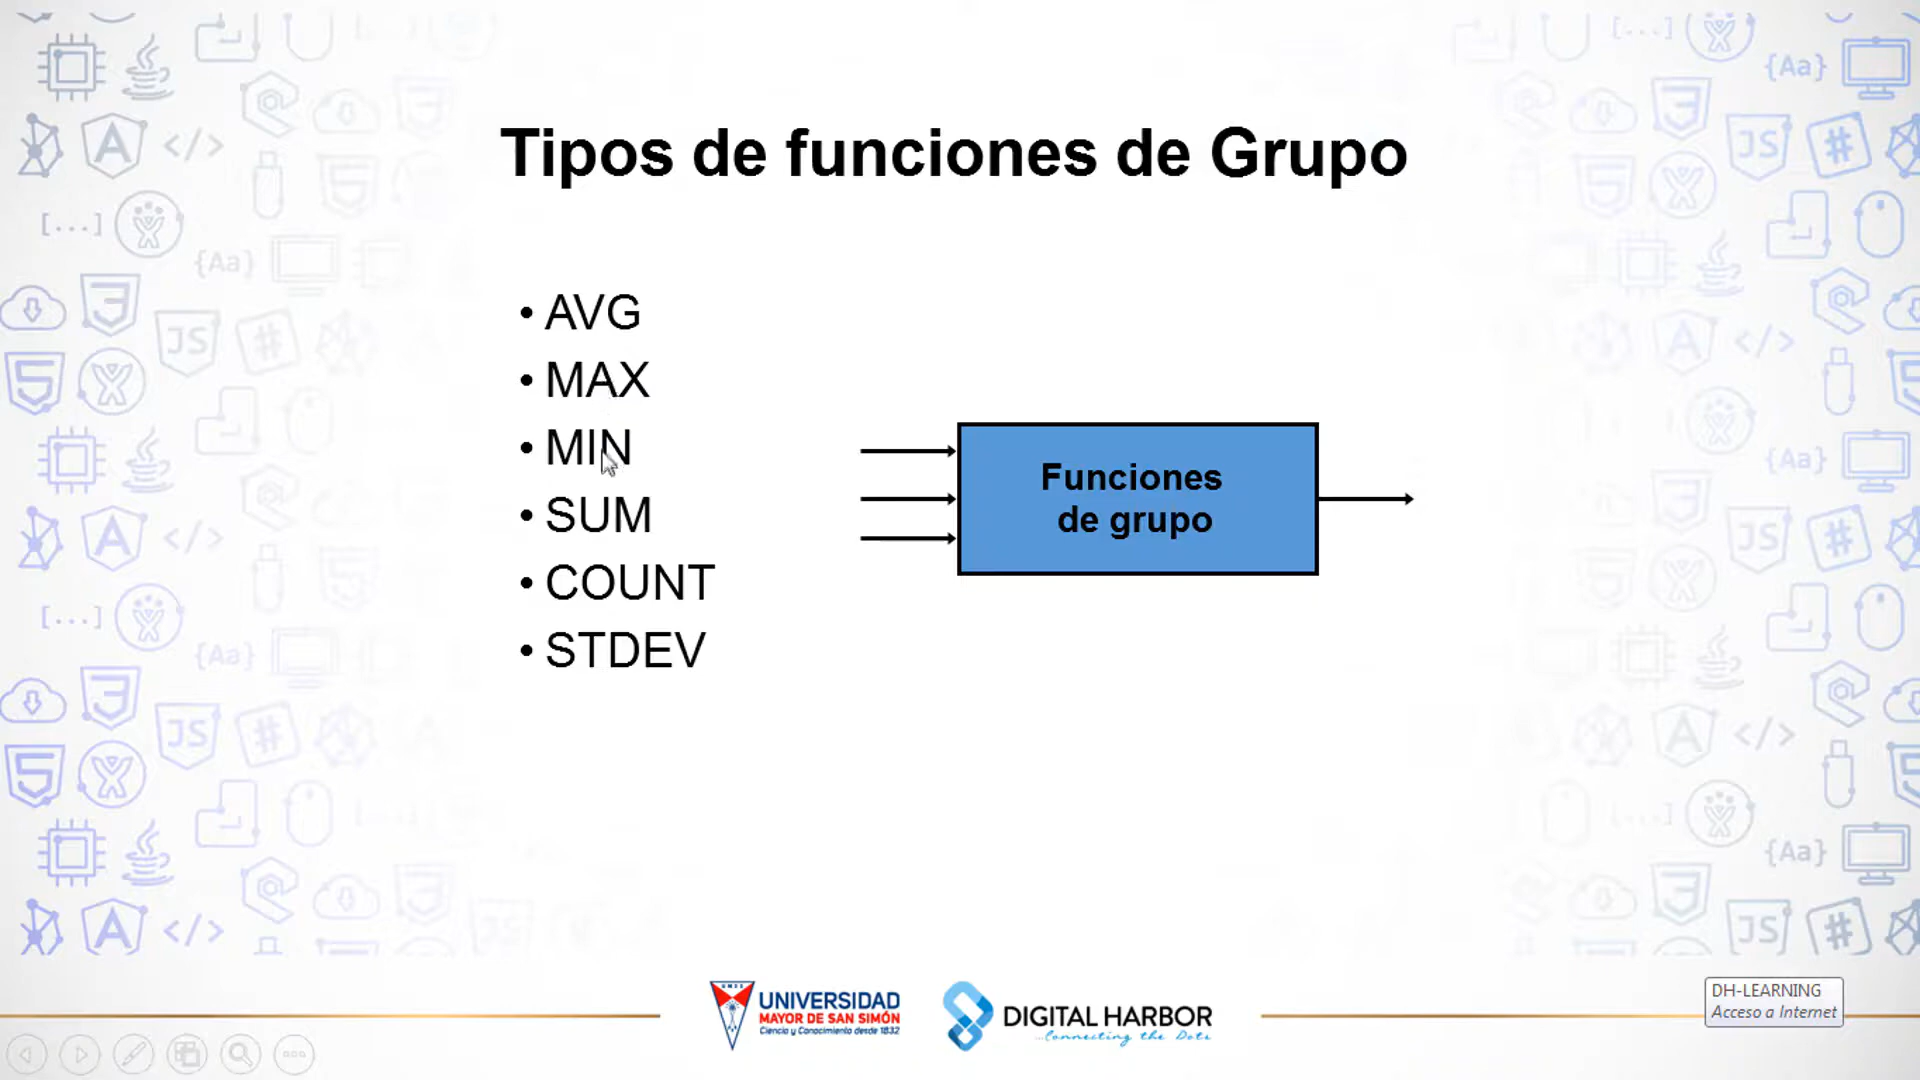 Tipos de funciones de Grupo
• AVG
• MAX
• MIN
• SUM
• COUNT
• STDEV
Funciones
de grupo
UNIVERSIDAD
MAYOR DE SAN SIMÓN
Ciencia y Conocimiento desde 1832
DIGITAL HARBOR
...Connecting the Dots
DH-LEARNING
Acceso a Internet